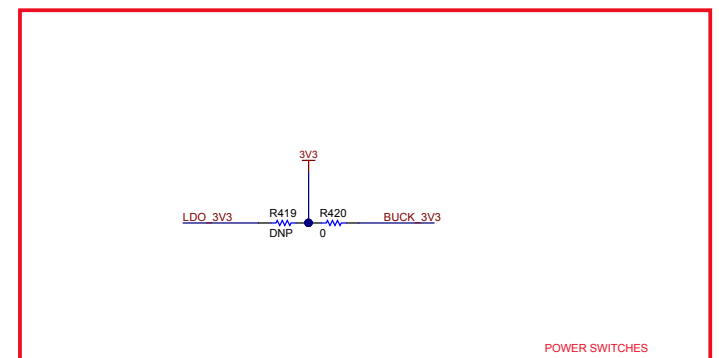 3V3
R419 R420
LDO_3V3 BUCK_3V3
DNP 0
POWER SWITCHES